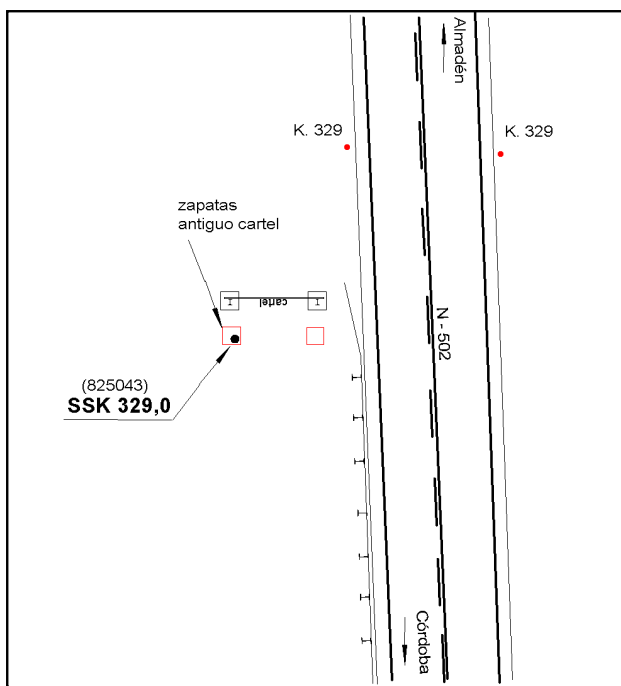 Almadén
K. 329
K. 329
zapatas
antiguo cartel
cartel
N - 502
(825043)
SSK 329,0
Córdoba